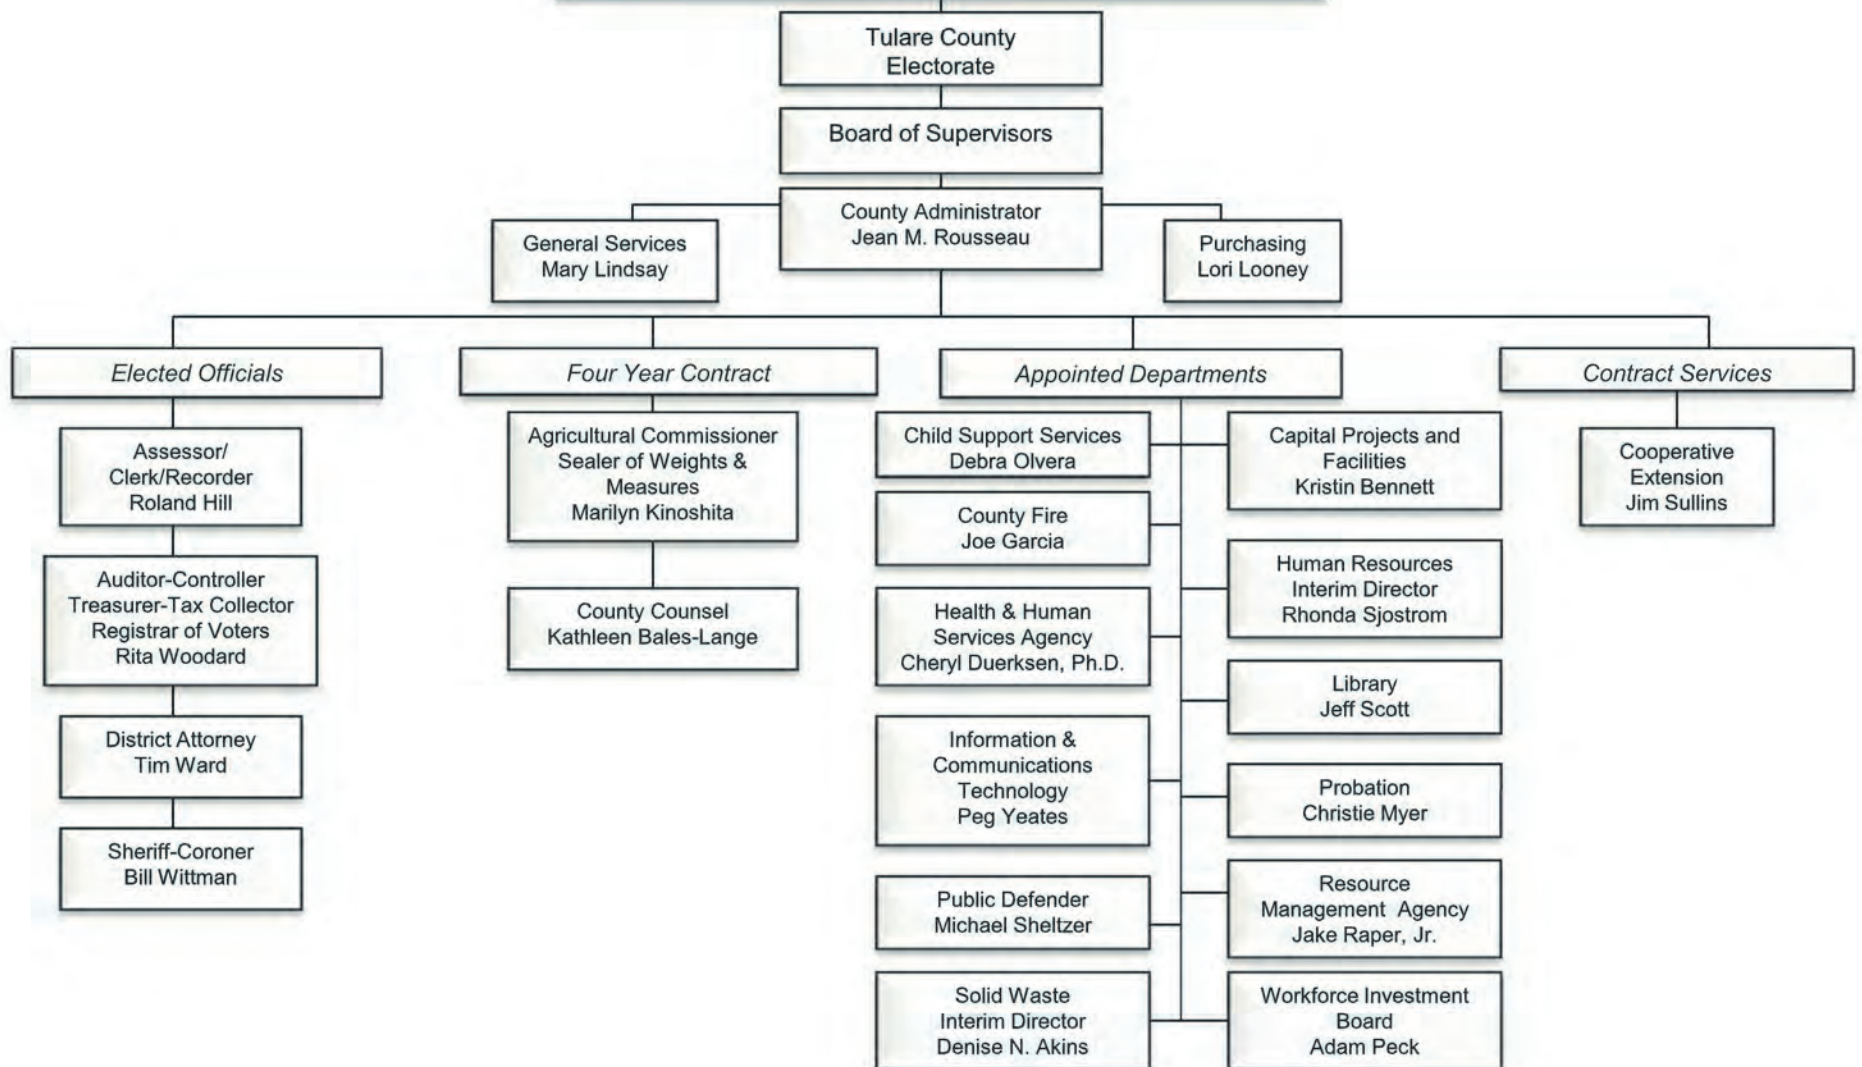 Tulare County
Electorate
Board of Supervisors
County Administrator
Jean M. Rousseau
General Services
Mary Lindsay
Purchasing
Lori Looney
Elected Officials
Assessor/
Clerk/Recorder
Roland Hill
Auditor-Controller
Treasurer-Tax Collector
Registrar of Voters
Rita Woodard
District Attorney
Tim Ward
Sheriff-Coroner
Bill Wittman
Four Year Contract
Agricultural Commissioner
Sealer of Weights &
Measures
Marilyn Kinoshita
County Counsel
Kathleen Bales-Lange
Appointed Departments
Child Support Services
Debra Olvera
County Fire
Joe Garcia
Health & Human
Services Agency
Cheryl Duerksen, Ph.D.
Information &
Communications
Technology
Peg Yeates
Public Defender
Michael Sheltzer
Solid Waste
Interim Director
Denise N. Akins
Capital Projects and
Facilities
Kristin Bennett
Human Resources
Interim Director
Rhonda Sjostrom
Library
Jeff Scott
Probation
Christie Myer
Resource
Management Agency
Jake Raper, Jr.
Workforce Investment
Board
Adam Peck
Contract Services
Cooperative
Extension
Jim Sullins